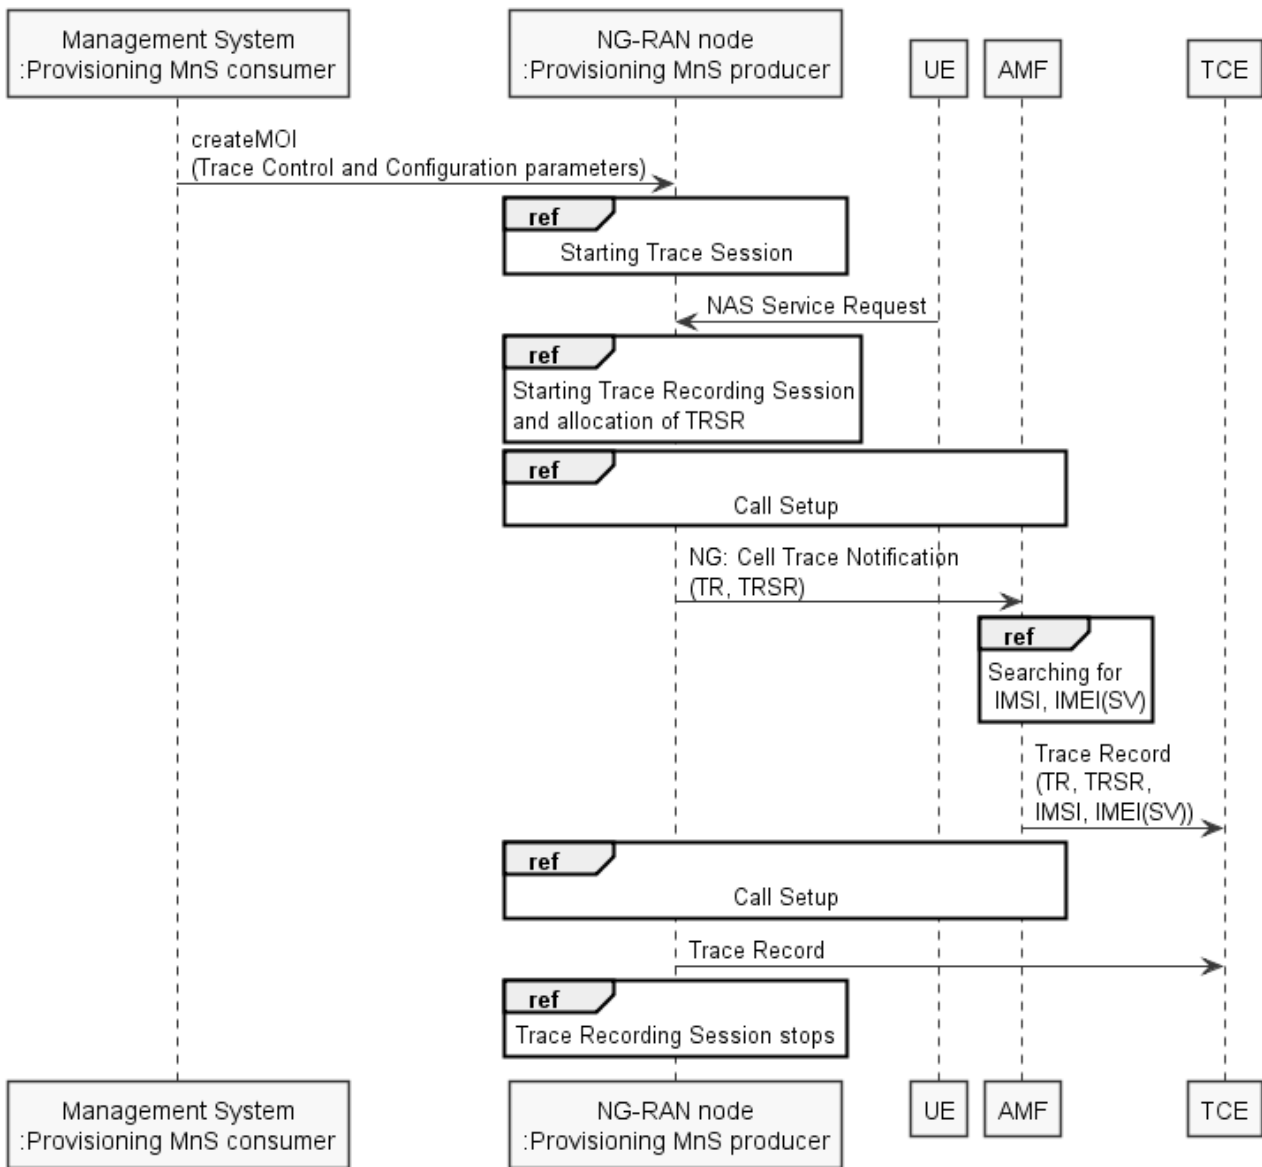 Management System
:Provisioning MnS consumer
NG-RAN node
:Provisioning MnS producer
UE
AMF
TCE
createMOI
(Trace Control and Configuration parameters)
ref
Starting Trace Session
NAS Service Request
ref
Starting Trace Recording Session
and allocation of TRSR
ref
Call Setup
NG: Cell Trace Notification
(TR, TRSR)
ref
Searching for
IMSI, IMEI(SV)
Trace Record
(TR, TRSR,
IMSI, IMEI(SV))
ref
Call Setup
Trace Record
ref
Trace Recording Session stops
Management System
:Provisioning MnS consumer
NG-RAN node
:Provisioning MnS producer
UE
AMF
TCE